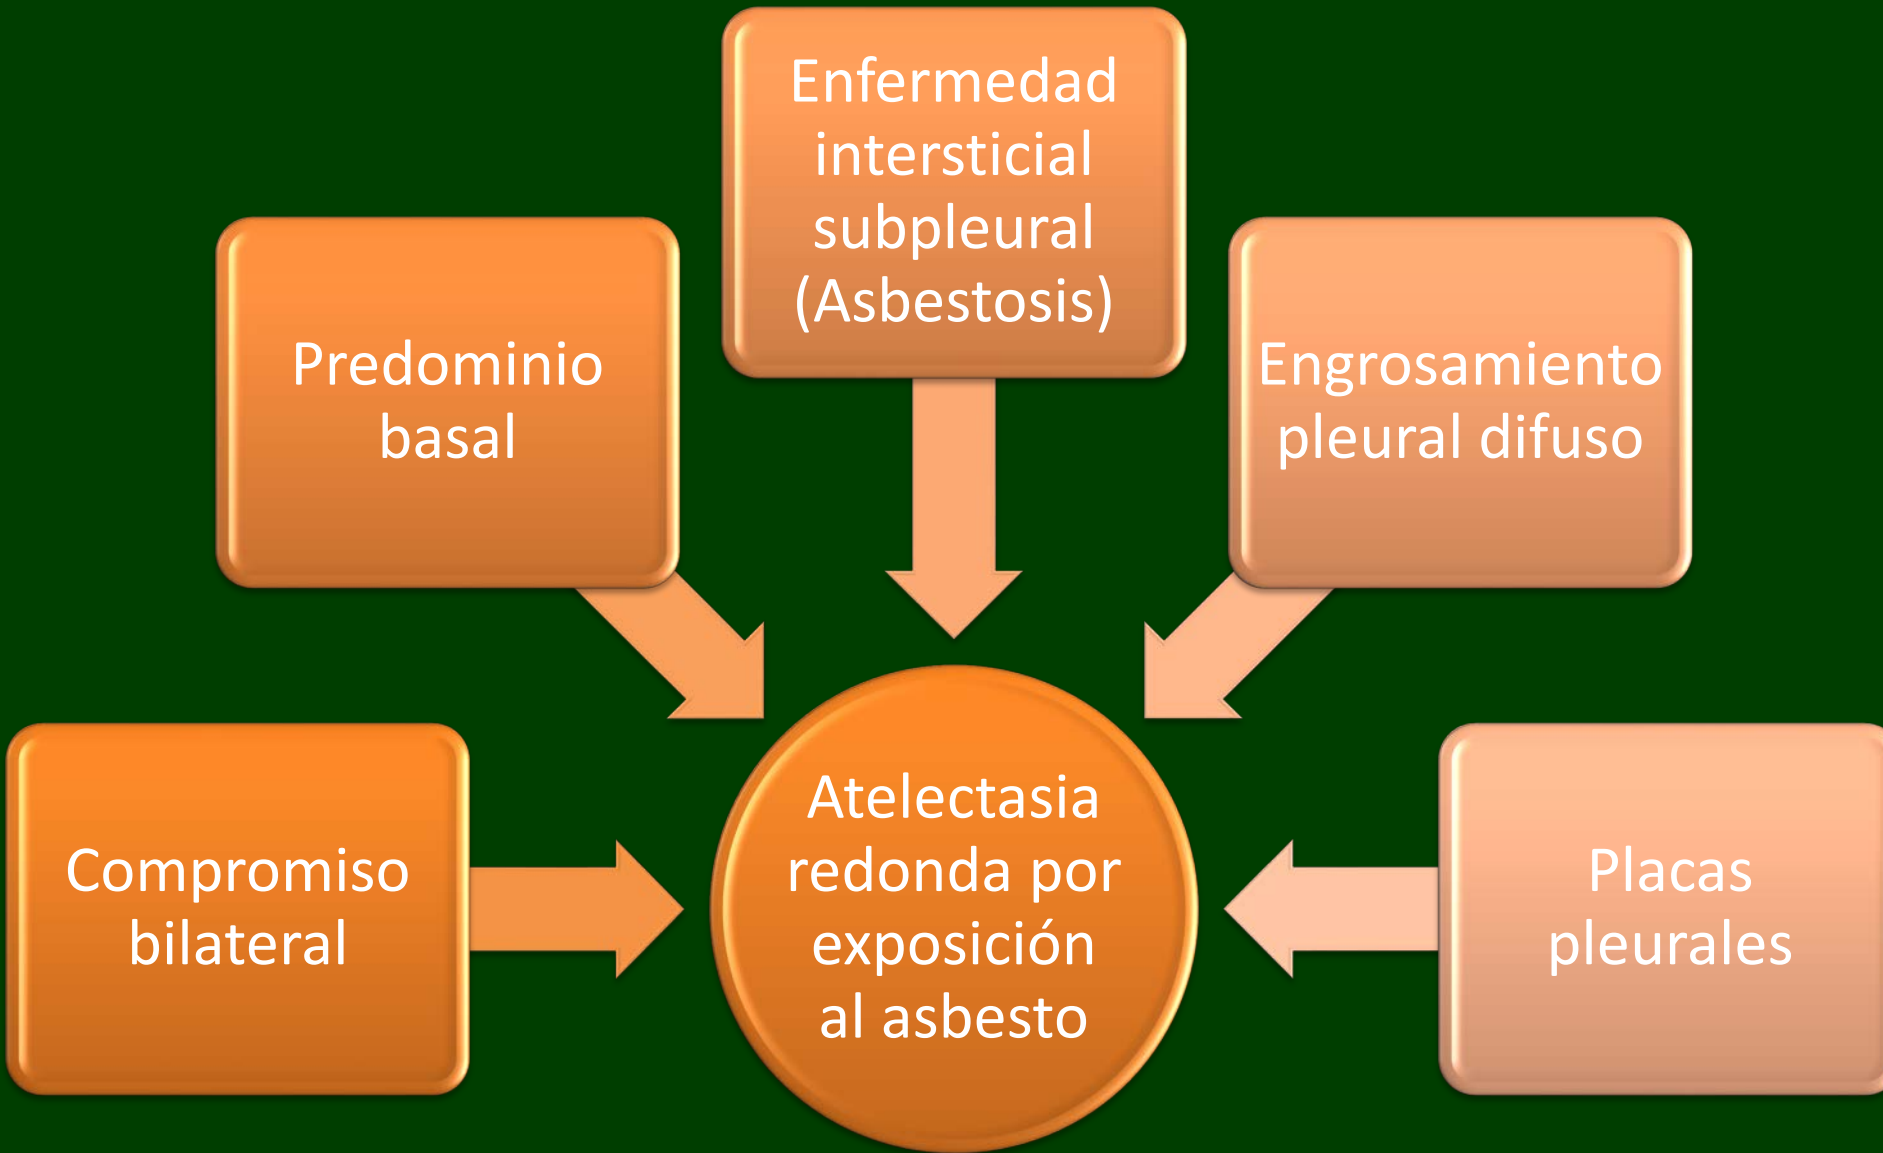 Enfermedad
intersticial
subpleural
(Asbestosis)
Predominio
basal
Engrosamiento
pleural difuso
Compromiso
bilateral
Atelectasia
redonda por
exposición
al asbesto
Placas
pleurales